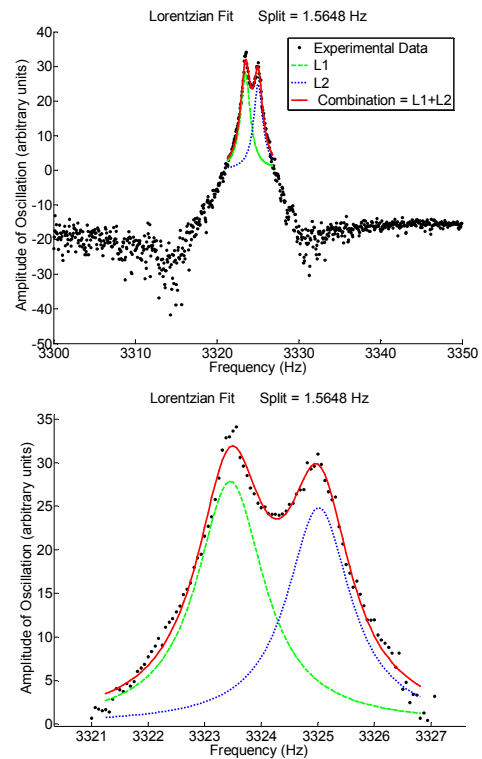 Lorentzian Fit Split = 1.5648 Hz
Amplitude of Oscillation (arbitrary units)
40
30
20
10
0
-10
-20
-30
-40
-50
Experimental Data
L1
L2
Combination = L1+L2
3300 3310 3320 3330 3340 3350
Frequency (Hz)
Lorentzian Fit Split = 1.5648 Hz
Amplitude of Oscillation (arbitrary units)
35
30
25
20
15
10
5
0
3321 3322 3323 3324 3325 3326 3327
Frequency (Hz)